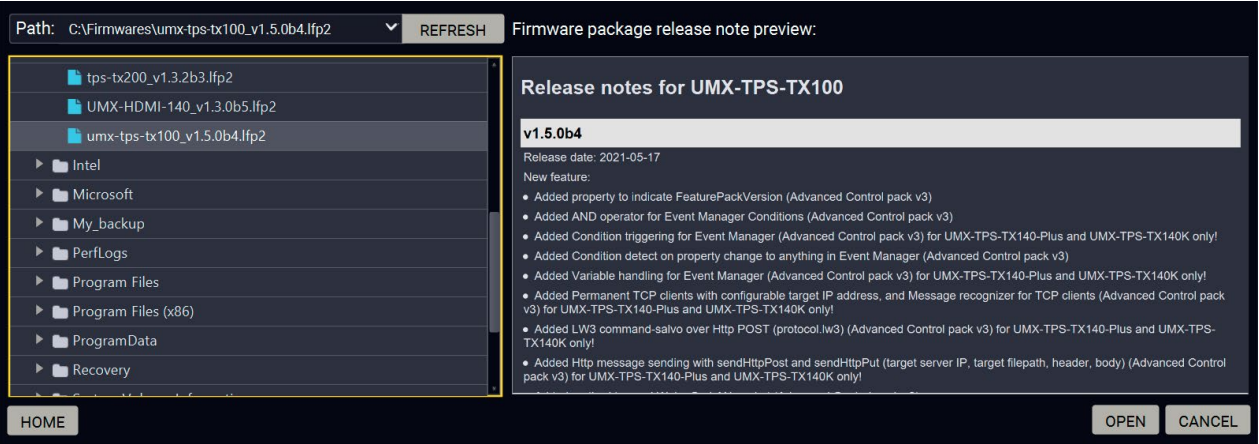 Path: C:\Firmwares\umx-tps-tx100_v1.5.0b4.lfp2 REFRESH
Firmware package release note preview:
tps-tx200_v1.3.2b3.lfp2
UMX-HDMI-140_v1.3.0b5.lfp2
umx-tps-tx100_v1.5.0b4.lfp2
Intel
Microsoft
My_backup
PerfLogs
Program Files
Program Files (x86)
ProgramData
Recovery
Release notes for UMX-TPS-TX100
v1.5.0b4
Release date: 2021-05-17
New feature:
• Added property to indicate FeaturePackVersion (Advanced Control pack v3)
• Added AND operator for Event Manager Conditions (Advanced Control pack v3)
• Added Condition triggering for Event Manager (Advanced Control pack v3) for UMX-TPS-TX140-Plus and UMX-TPS-TX140K only!
• Added Condition detect on property change to anything in Event Manager (Advanced Control pack v3)
• Added Variable handling for Event Manager (Advanced Control pack v3) for UMX-TPS-TX140-Plus and UMX-TPS-TX140K only!
• Added Permanent TCP clients with configurable target IP address, and Message recognizer for TCP clients (Advanced Control pack
v3) for UMX-TPS-TX140-Plus and UMX-TPS-TX140K only!
• Added LW3 command-salvo over Http POST (protocol.lw3) (Advanced Control pack v3) for UMX-TPS-TX140-Plus and UMX-TPS-
TX140K only!
• Added Http message sending with sendHttpPost and sendHttpPut (target server IP, target filepath, header, body) (Advanced Control
pack v3) for UMX-TPS-TX140-Plus and UMX-TPS-TX140K only!
HOME
OPEN CANCEL